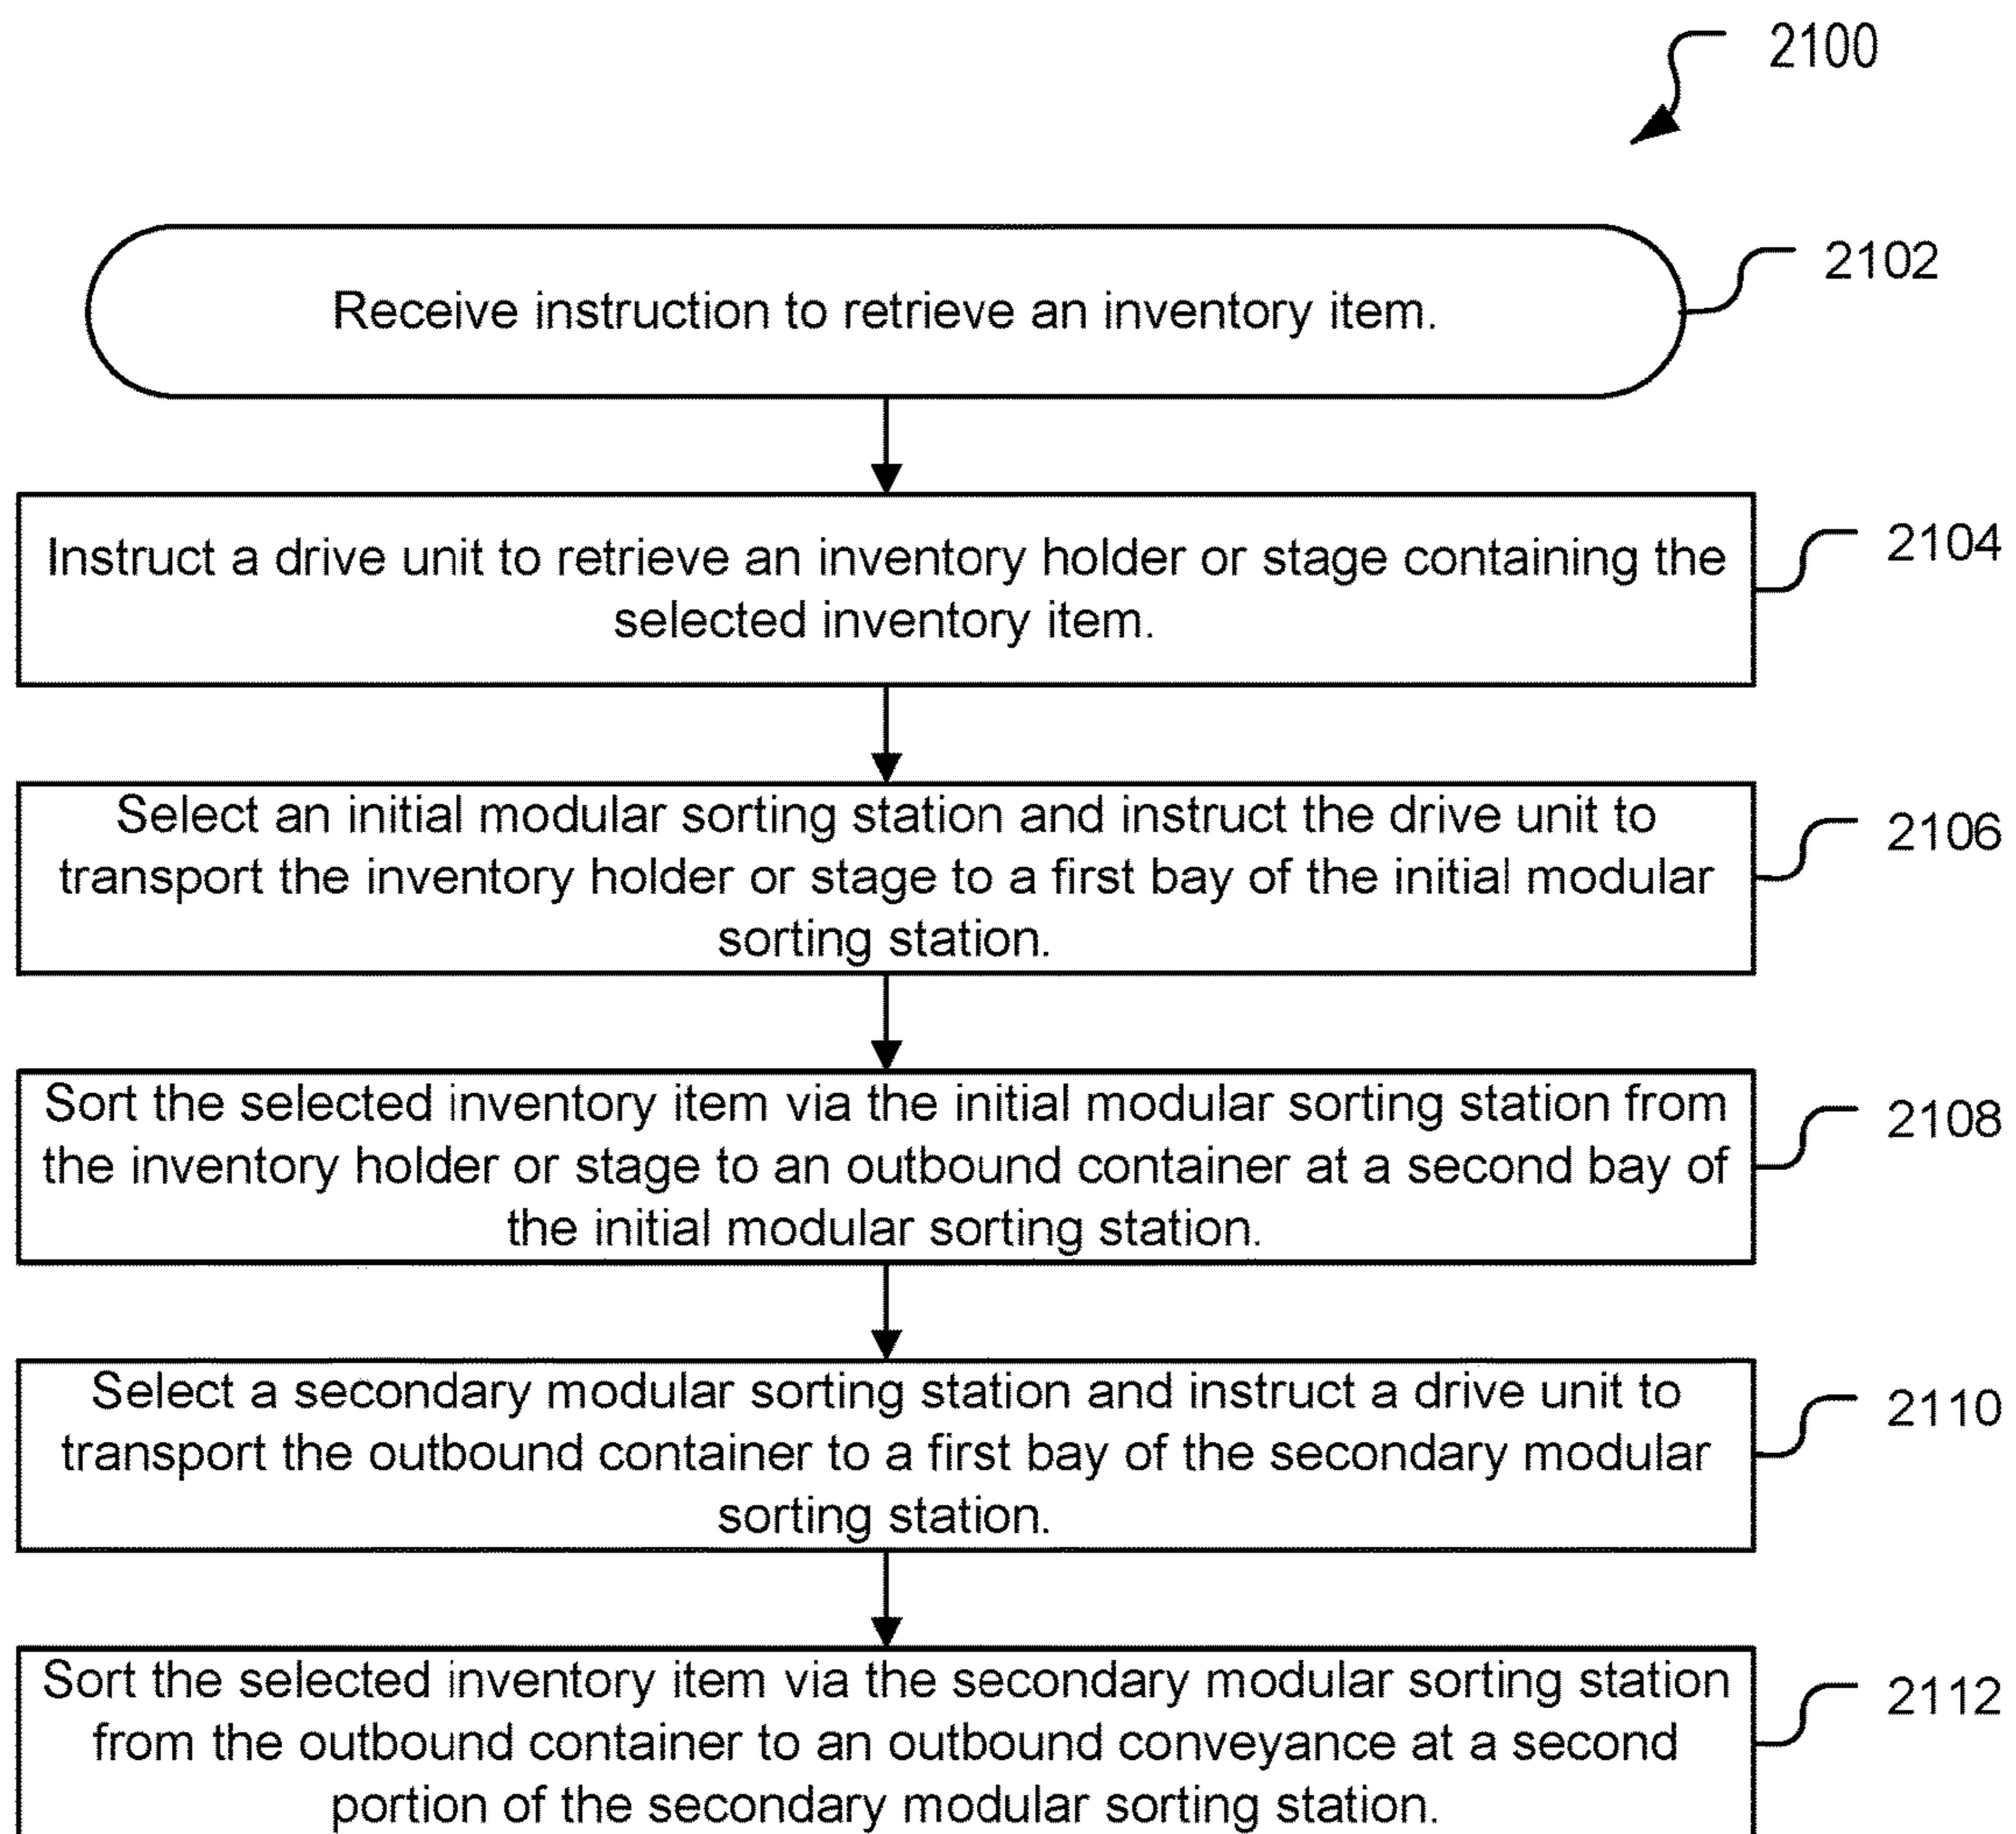 2100
Receive instruction to retrieve an inventory item.
2102
Instruct a drive unit to retrieve an inventory holder or stage containing the
selected inventory item.
2104
Select an initial modular sorting station and instruct the drive unit to
transport the inventory holder or stage to a first bay of the initial modular
sorting station.
2106
Sort the selected inventory item via the initial modular sorting station from
the inventory holder or stage to an outbound container at a second bay of
the initial modular sorting station.
2108
Select a secondary modular sorting station and instruct a drive unit to
transport the outbound container to a first bay of the secondary modular
sorting station.
2110
Sort the selected inventory item via the secondary modular sorting station
from the outbound container to an outbound conveyance at a second
portion of the secondary modular sorting station.
2112